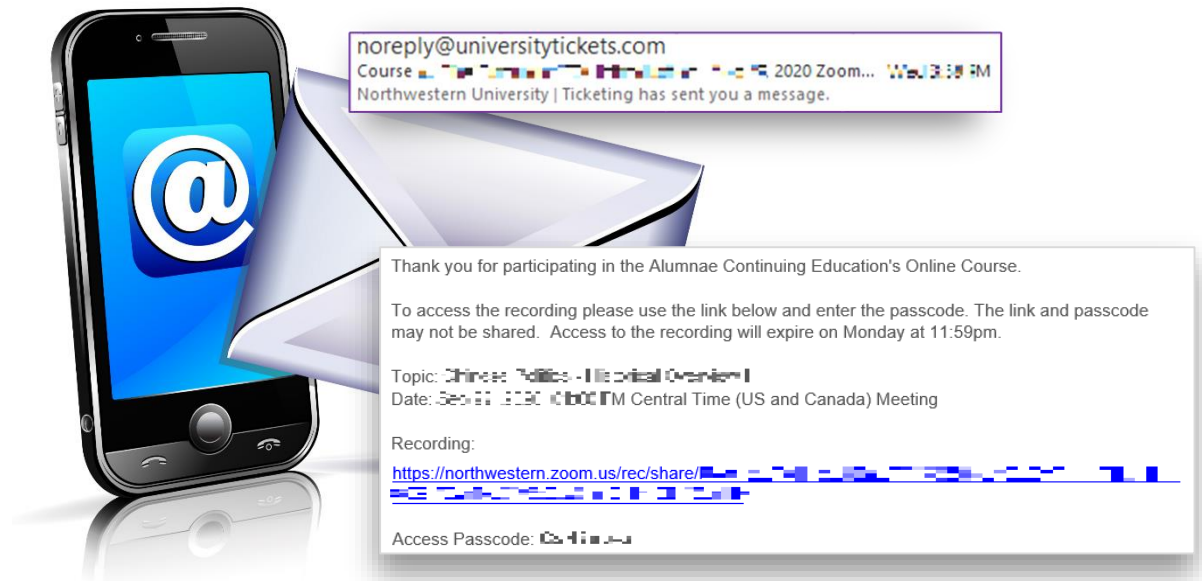 @
noreply@universitytickets.com
Course 2020 Zoom...
Northwestern University | Ticketing has sent you a message.
Thank you for participating in the Alumnae Continuing Education's Online Course.
To access the recording please use the link below and enter the passcode. The link and passcode
may not be shared. Access to the recording will expire on Monday at 11:59pm.
Topic:
Date: M Central Time (US and Canada) Meeting
Recording:
https://northwestern.zoom.us/rec/share/
Access Passcode: